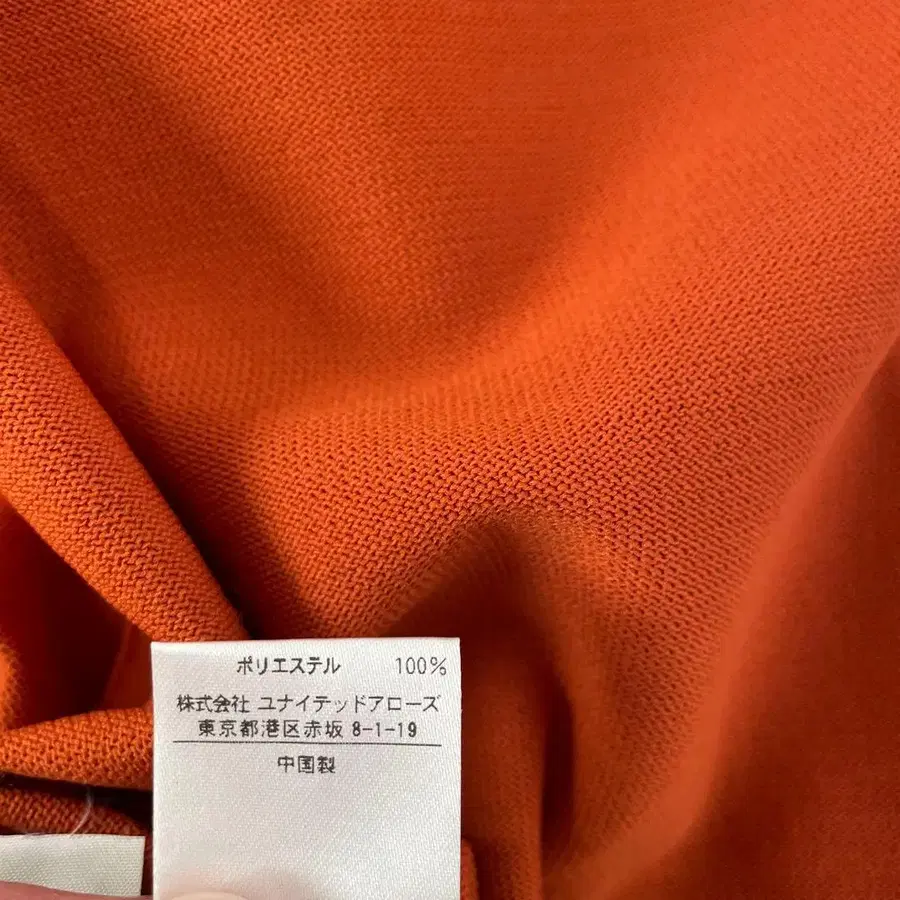 ポリエステル 100%
株式会社 ユナイテッドアローズ
東京都港区赤坂 8-1-19
中国製